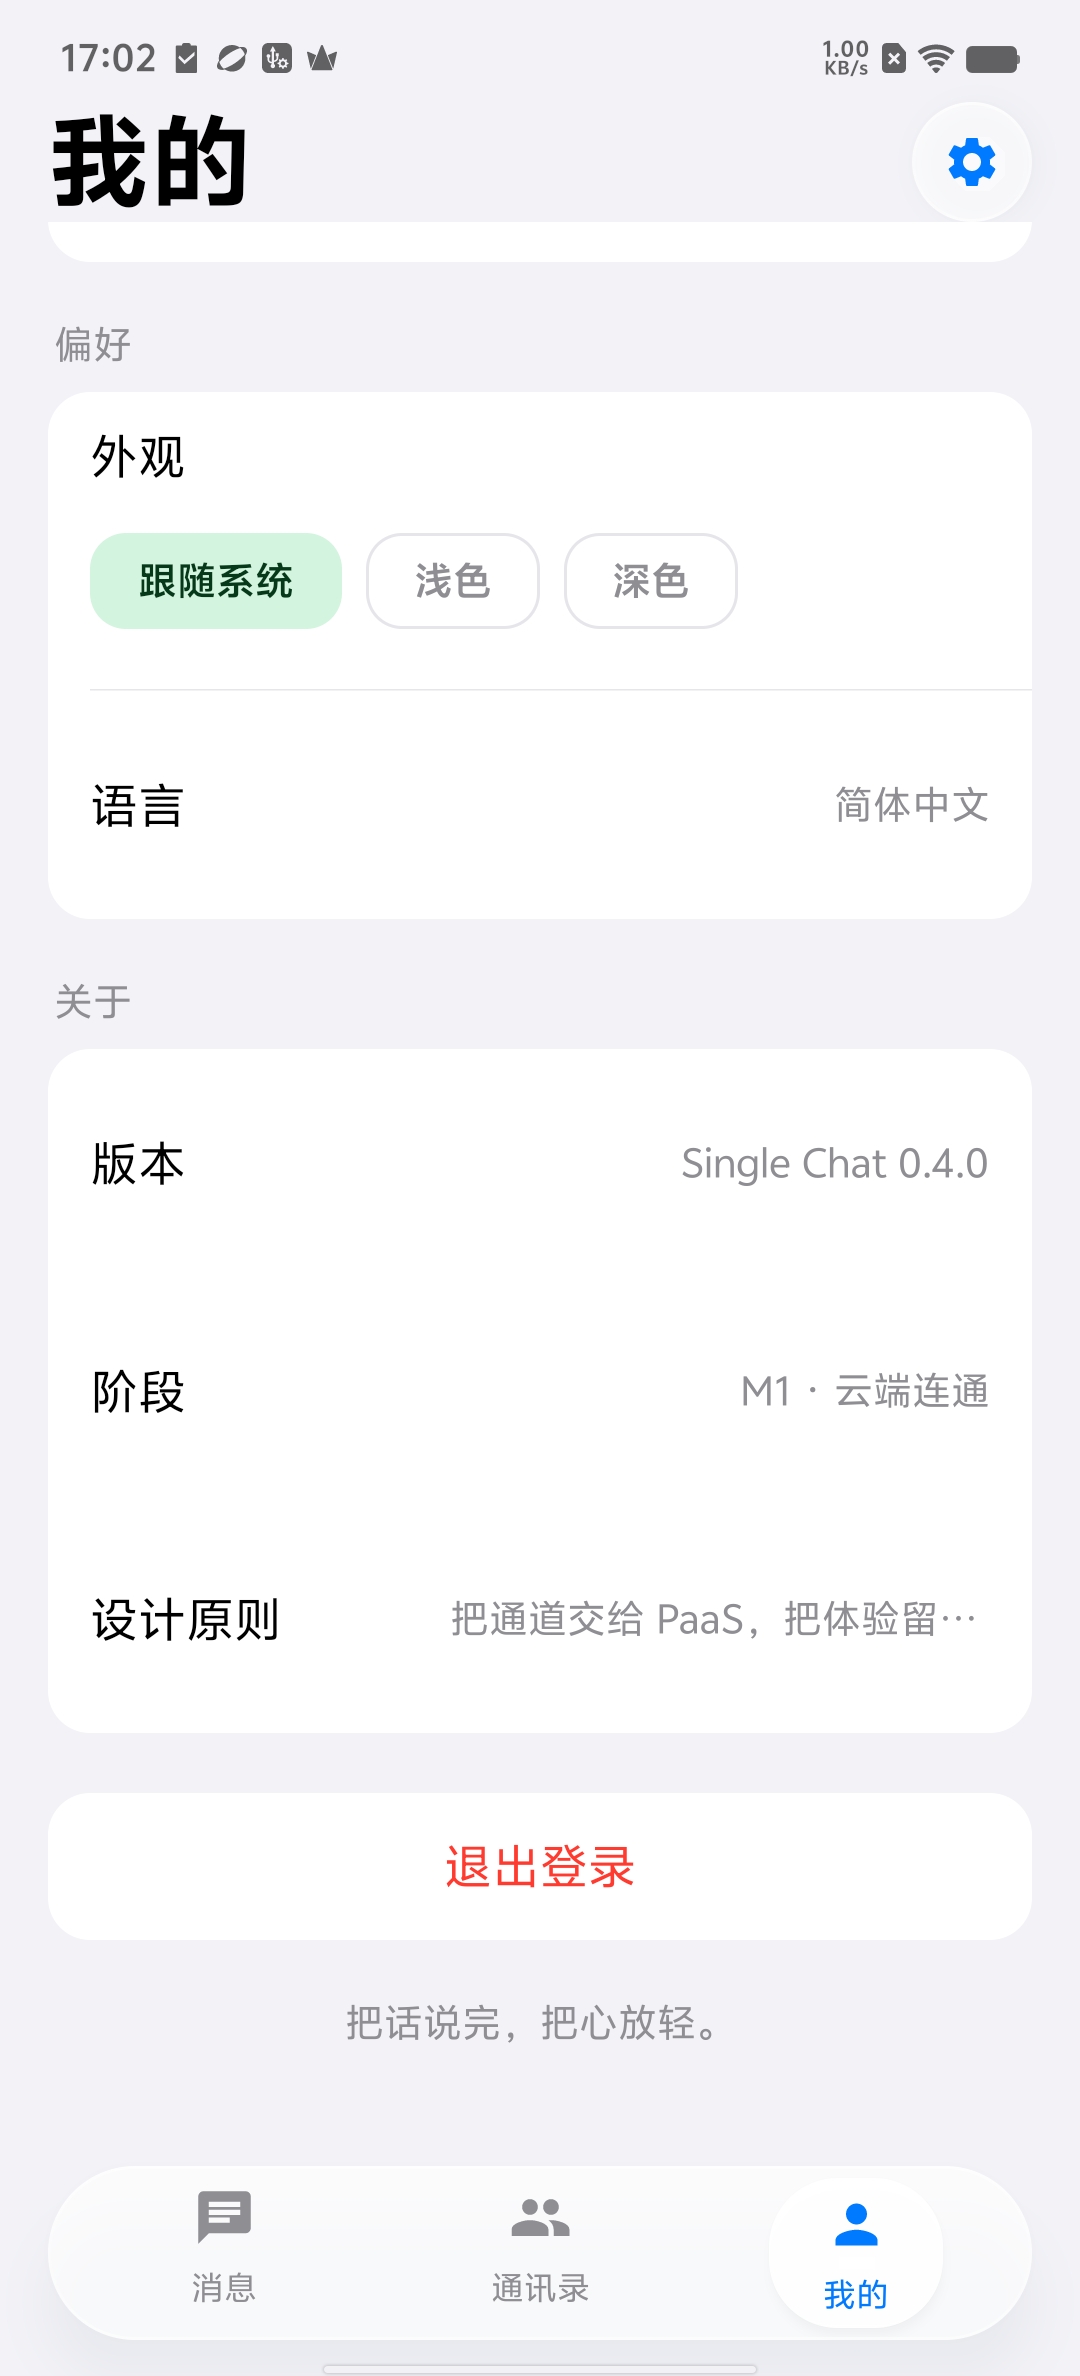 17:02
1.00
KB/s
我的
偏好
外观
跟随系统 浅色 深色
语言 简体中文
关于
版本 Single Chat 0.4.0
阶段 M1 · 云端连通
设计原则 把通道交给 PaaS，把体验留…
退出登录
把话说完，把心放轻。
消息 通讯录 我的